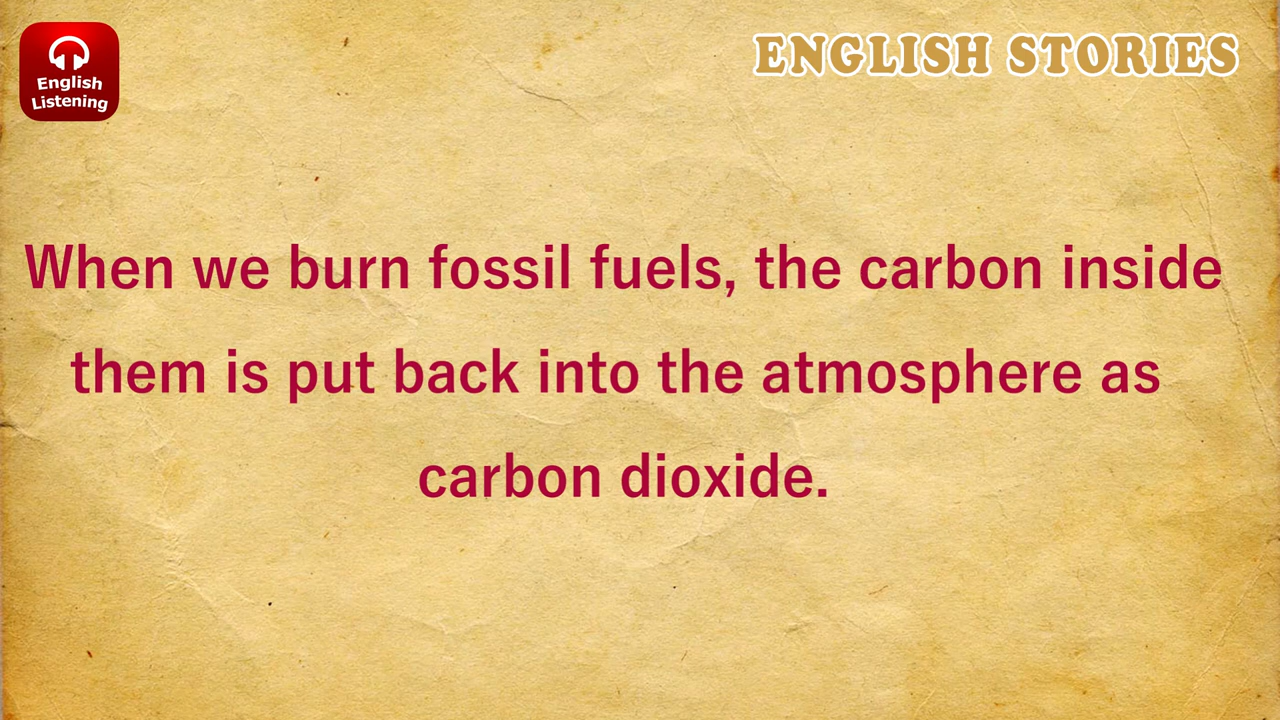 English
Listening
ENGLISH STORIES
When we burn fossil fuels, the carbon inside
them is put back into the atmosphere as
carbon dioxide.